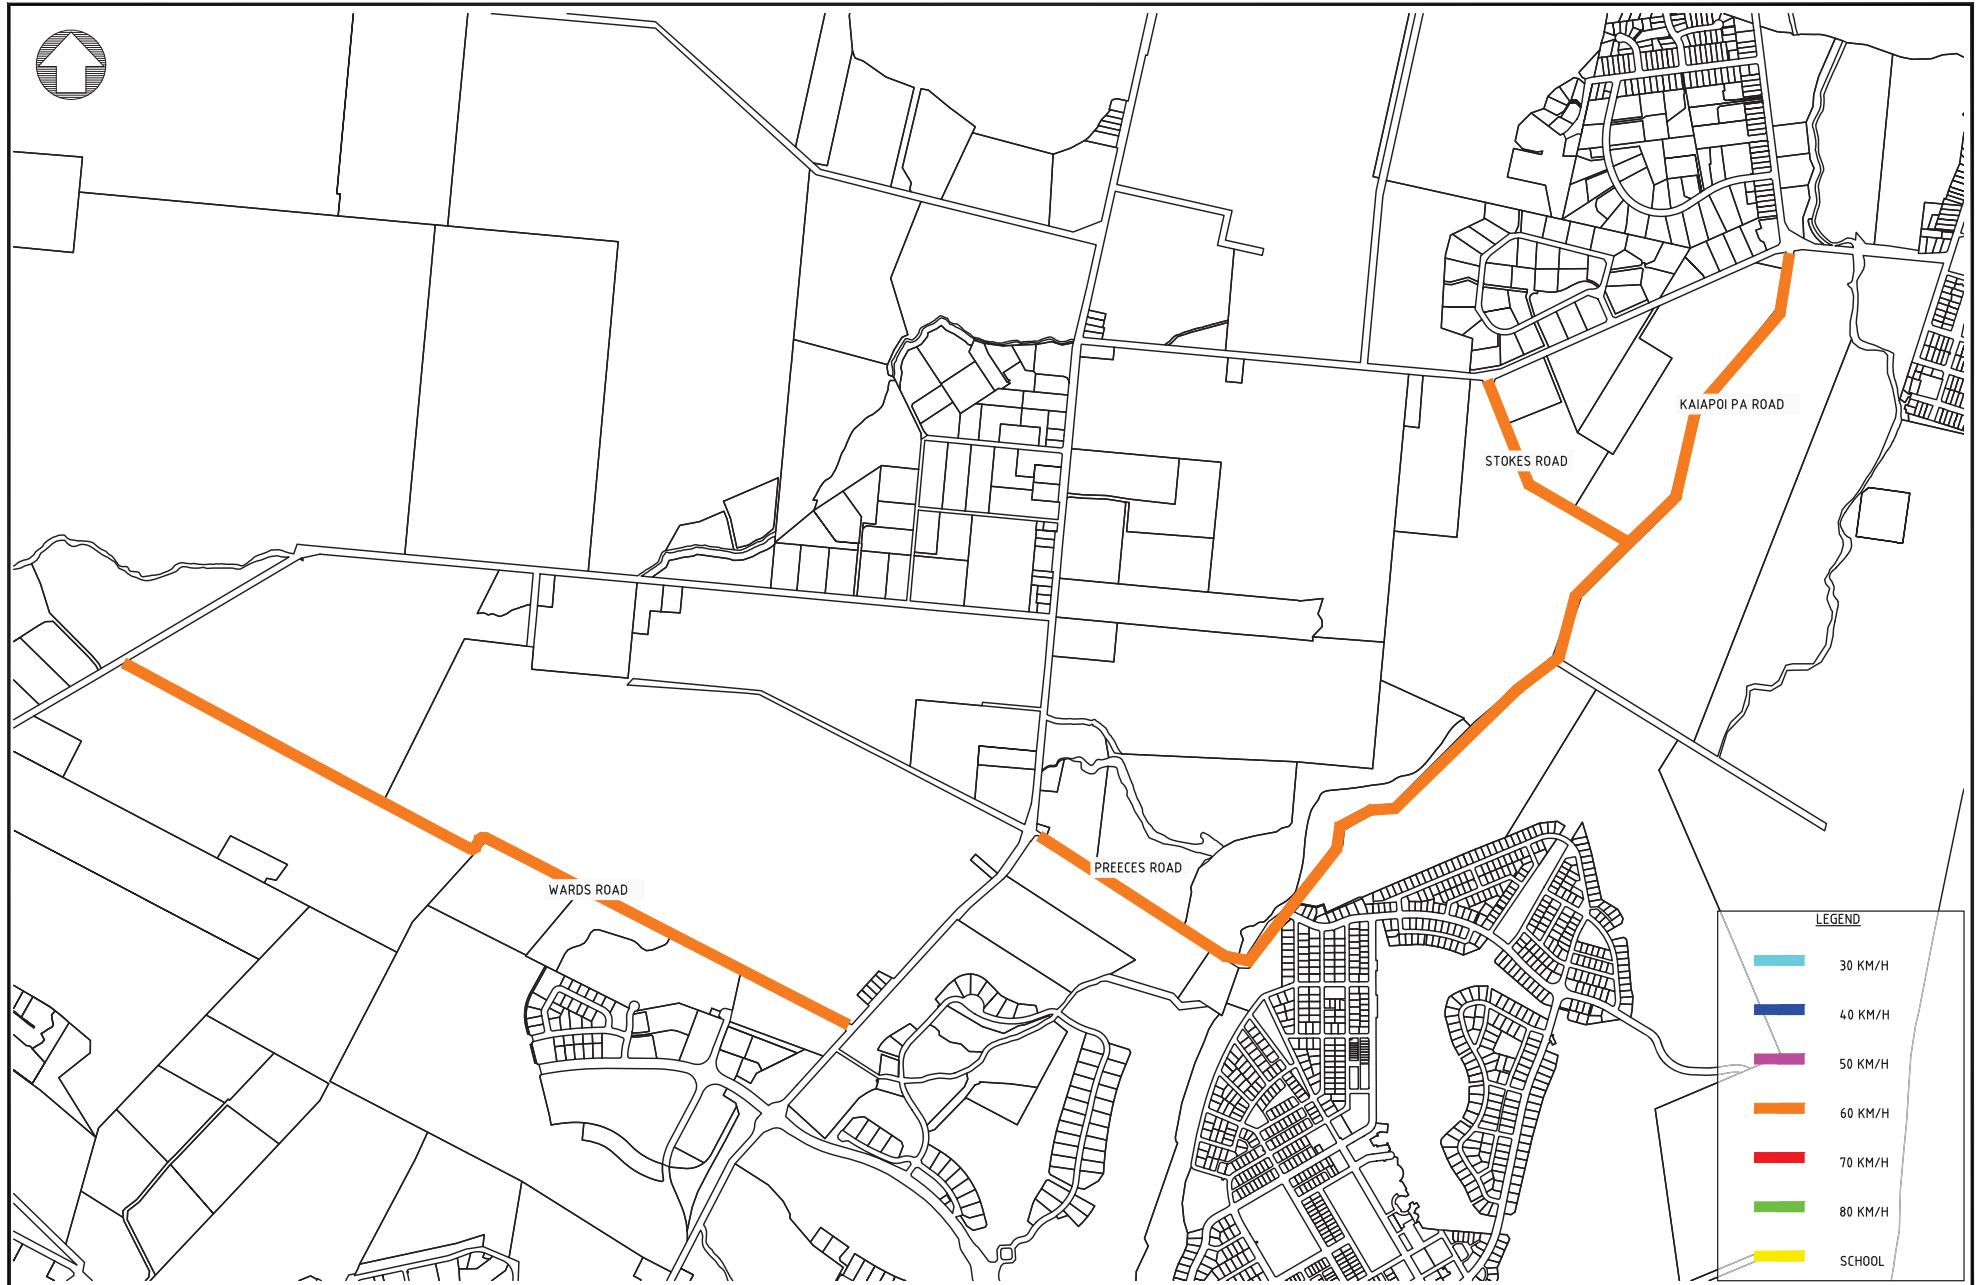 KAIAPOI PA ROAD
STOKES ROAD
PREECES ROAD
WARDS ROAD
LEGEND
30 KM/H
40 KM/H
50 KM/H
60 KM/H
70 KM/H
80 KM/H
SCHOOL